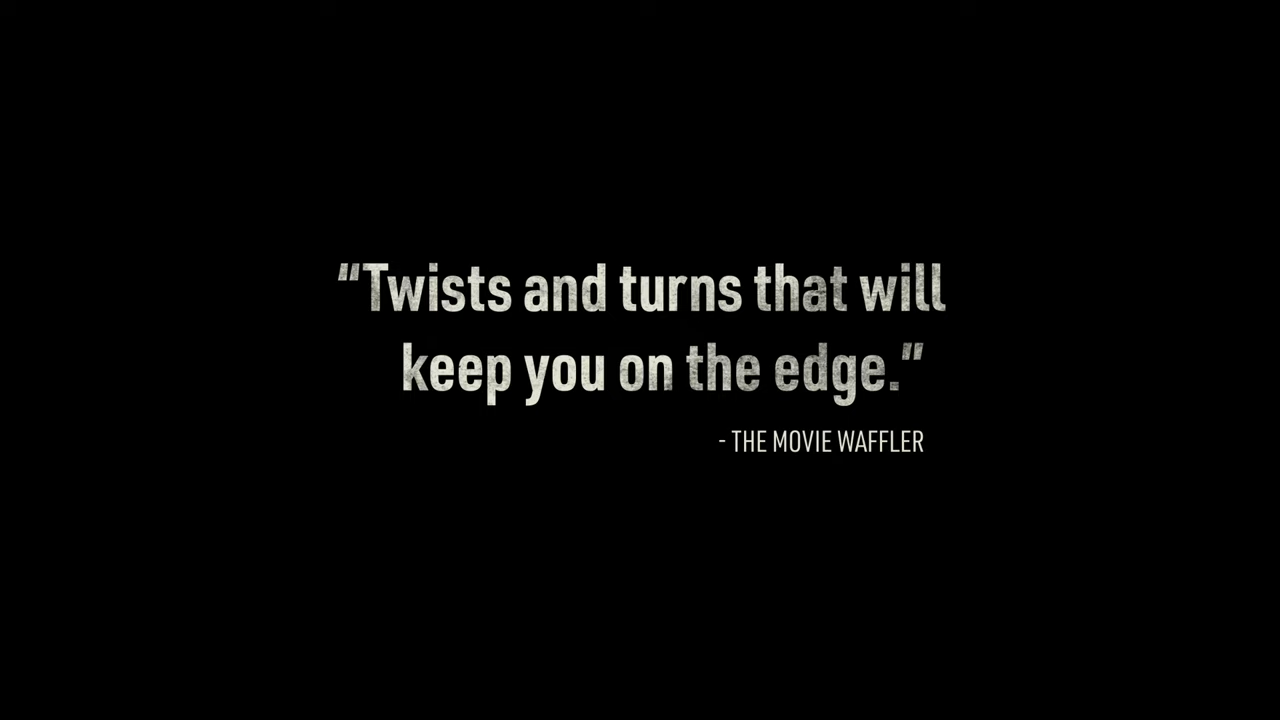 "Twists and turns that will
keep you on the edge."
- THE MOVIE WAFFLER